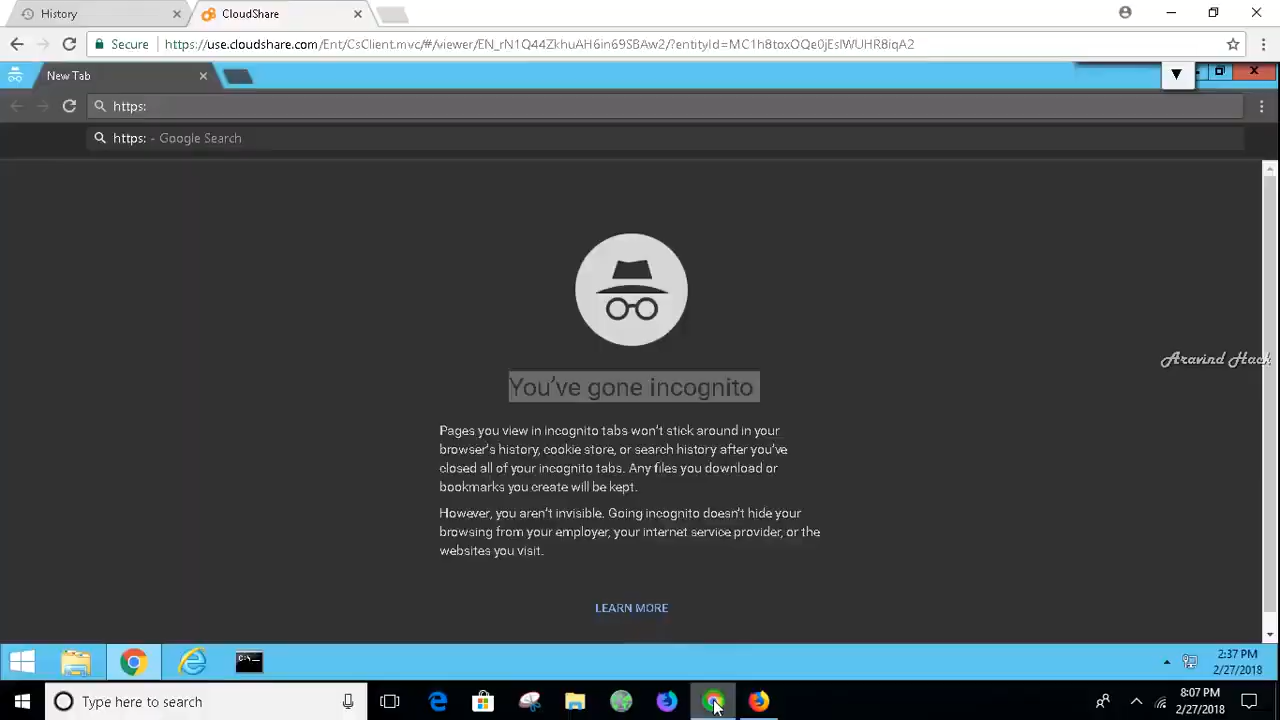 History
CloudShare
Secure
https://use.cloudshare.com/Ent/CsClient.mvc/#/viewer/EN_rN1Q44ZkhuAH6in69SBAw2/?entityId=MC1h8toxOQe0jEsIWUHR8iqA2
New Tab
https:
https: - Google Search
Aravind Hack
You've gone incognito
Pages you view in incognito tabs won't stick around in your
browser's history, cookie store, or search history after you've
closed all of your incognito tabs. Any files you download or
bookmarks you create will be kept.
However, you aren't invisible. Going incognito doesn't hide your
browsing from your employer, your internet service provider, or the
websites you visit.
LEARN MORE
2:37 PM
2/27/2018
Type here to search
8:07 PM
2/27/2018